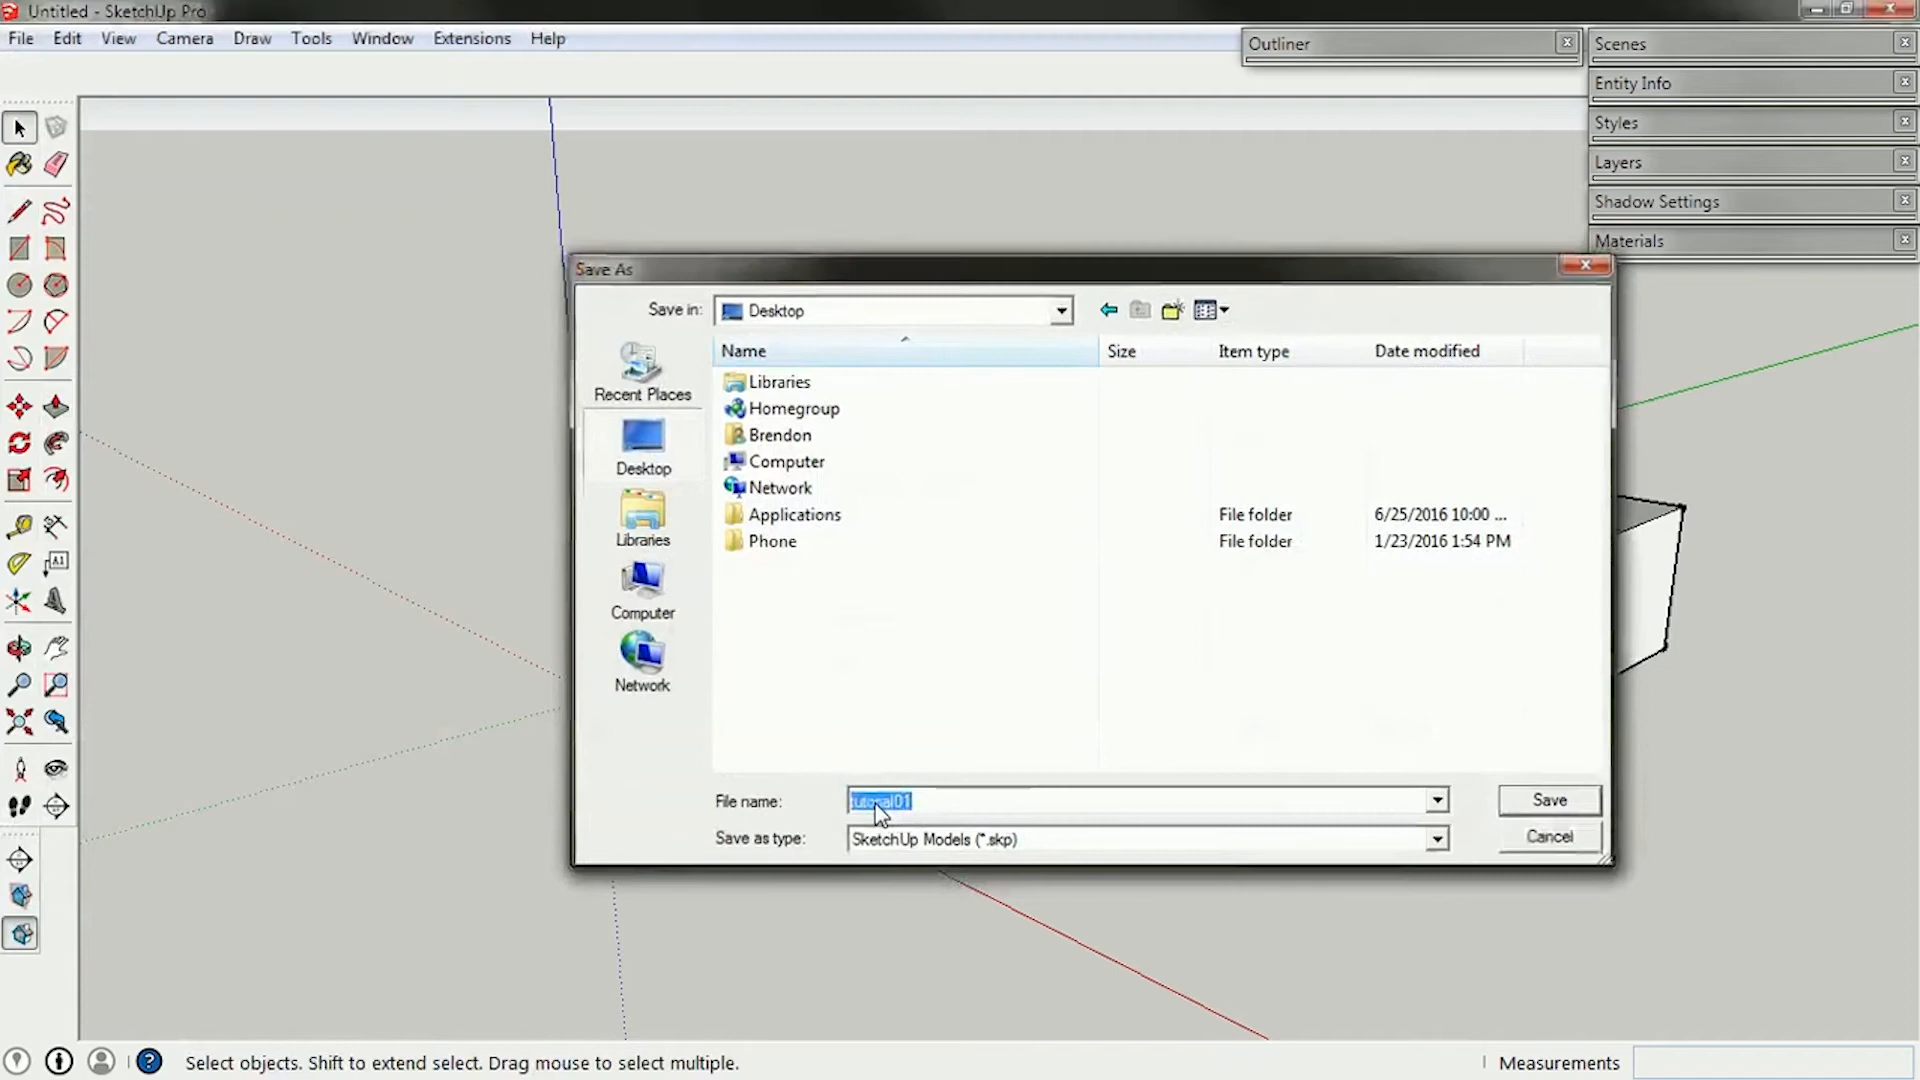 Untitled - SketchUp Pro
File Edit View Camera Draw Tools Window Extensions Help
Outliner
Scenes
Entity Info
Styles
Layers
Shadow Settings
Materials
A1
Save As
Save in: Desktop
Name Size Item type Date modified
Recent Places
Desktop
Libraries
Computer
Network
Libraries
Homegroup
Brendon
Computer
Network
Applications File folder 6/25/2016 10:00 ...
Phone File folder 1/23/2016 1:54 PM
File name: tutorial01 Save
Save as type: SketchUp Models (*.skp) Cancel
Select objects. Shift to extend select. Drag mouse to select multiple. Measurements